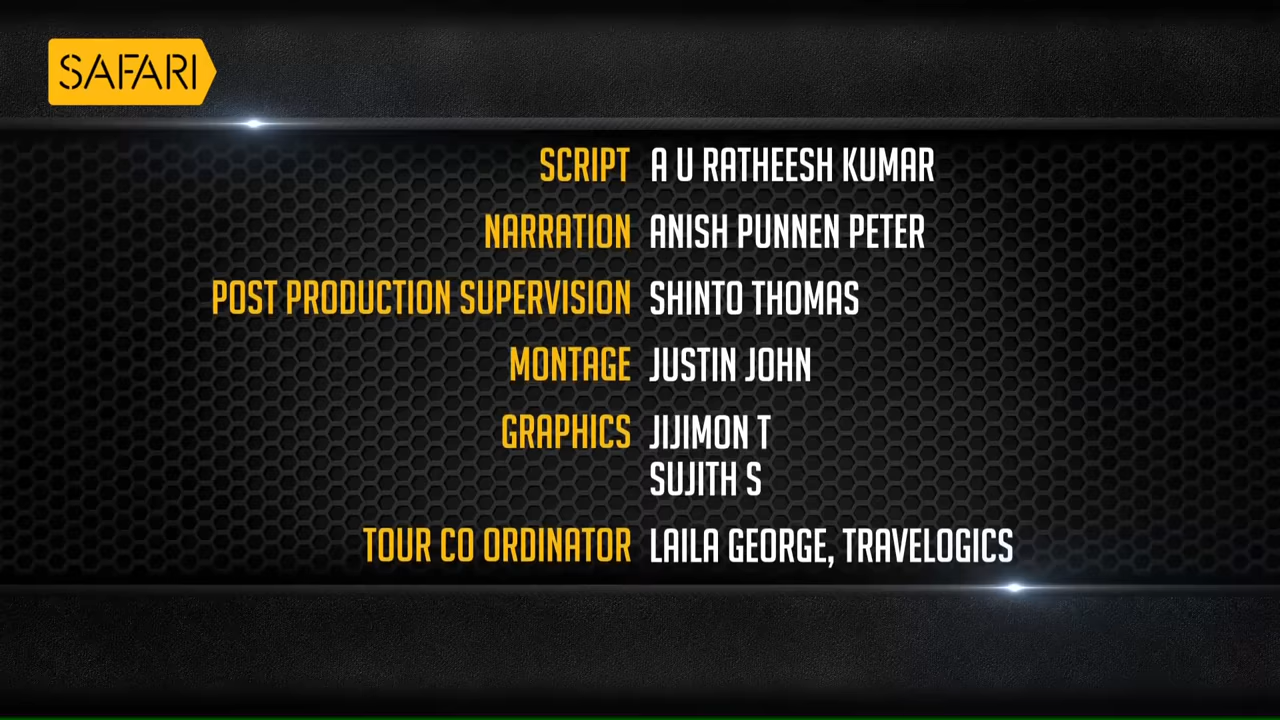 SAFARI
SCRIPT A U RATHEESH KUMAR
NARRATION ANISH PUNNEN PETER
POST PRODUCTION SUPERVISION SHINTO THOMAS
MONTAGE JUSTIN JOHN
GRAPHICS JIJIMON T
SUJITH S
TOUR CO ORDINATOR LAILA GEORGE, TRAVELOGICS